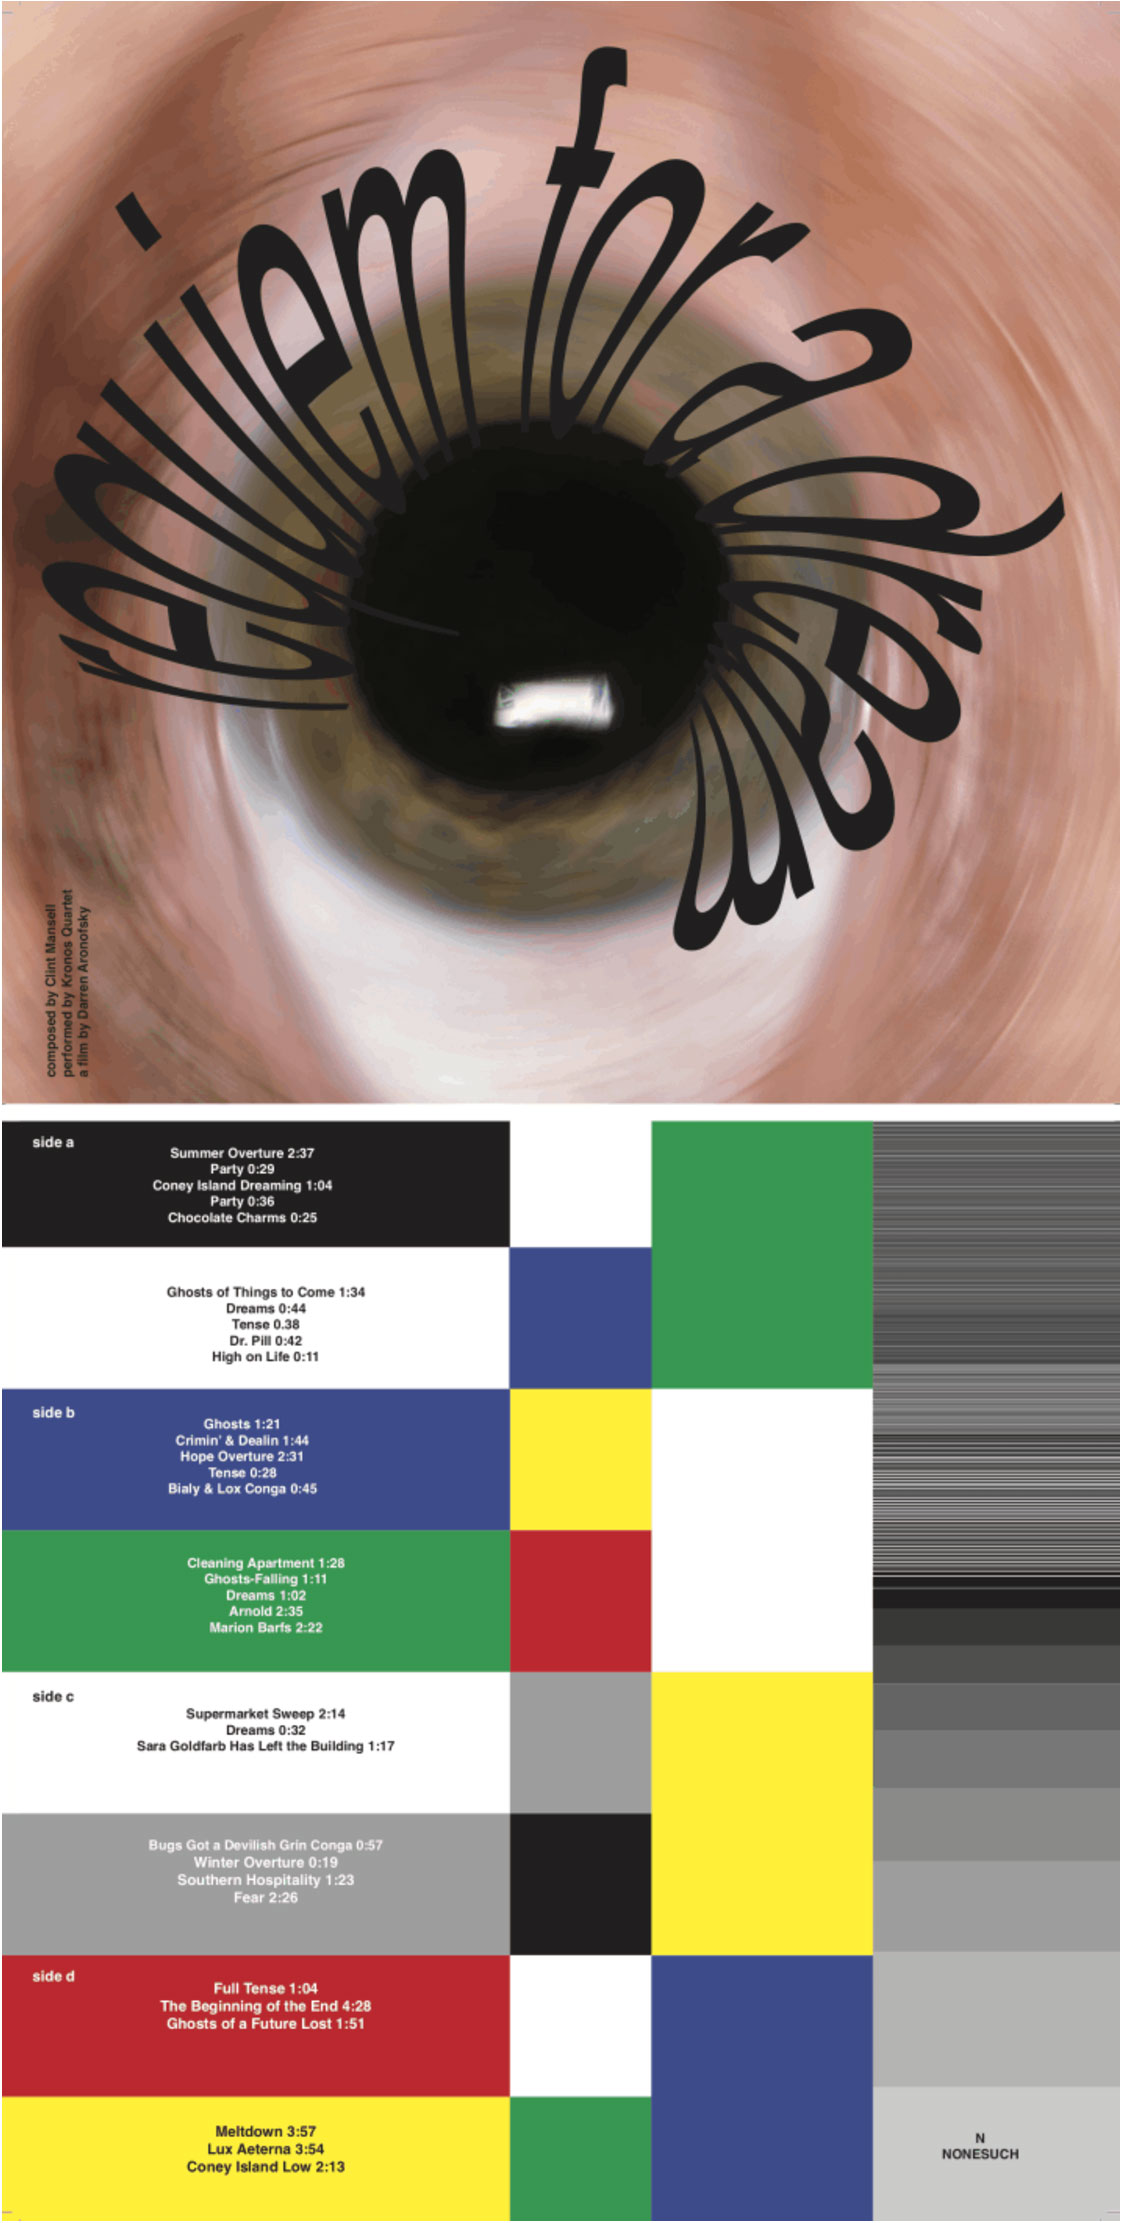 requiem for a dream
composed by Clint Mansell
performed by Kronos Quartet
a film by Darren Aronofsky
side a
Summer Overture 2:37
Party 0:29
Coney Island Dreaming 1:04
Party 0:36
Chocolate Charms 0:25
Ghosts of Things to Come 1:34
Dreams 0:44
Tense 0.38
Dr. Pill 0:42
High on Life 0:11
side b
Ghosts 1:21
Crimin' & Dealin 1:44
Hope Overture 2:31
Tense 0:28
Bialy & Lox Conga 0:45
Cleaning Apartment 1:28
Ghosts-Falling 1:11
Dreams 1:02
Arnold 2:35
Marion Barfs 2:22
side c
Supermarket Sweep 2:14
Dreams 0:32
Sara Goldfarb Has Left the Building 1:17
Bugs Got a Devilish Grin Conga 0:57
Winter Overture 0:19
Southern Hospitality 1:23
Fear 2:26
side d
Full Tense 1:04
The Beginning of the End 4:28
Ghosts of a Future Lost 1:51
Meltdown 3:57
Lux Aeterna 3:54
Coney Island Low 2:13
N
NONESUCH